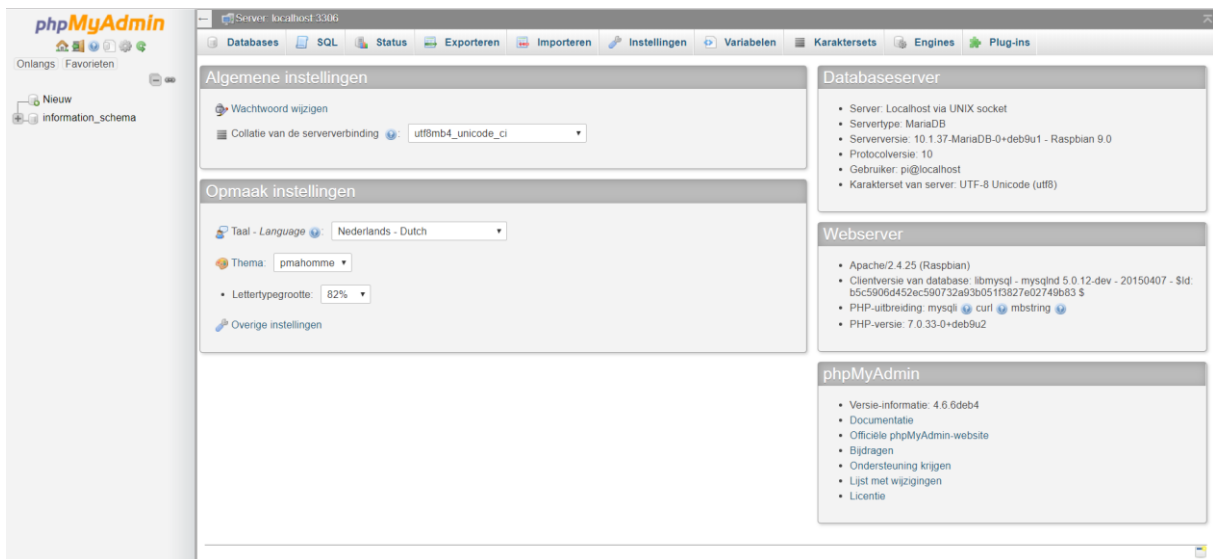 phpMyAdmin
Onlangs Favorieten
Nieuw
information_schema
Server: localhost:3306
Databases SQL Status Exporteren Importeren Instellingen Variabelen Karaktersets Engines Plug-ins
Algemene instellingen
Wachtwoord wijzigen
Collatie van de serververbinding : utf8mb4_unicode_ci
Opmaak instellingen
Taal - Language : Nederlands - Dutch
Thema: pmahomme
• Lettertypegrootte: 82%
Overige instellingen
Databaseserver
• Server: Localhost via UNIX socket
• Servertype: MariaDB
• Serverversie: 10.1.37-MariaDB-0+deb9u1 - Raspbian 9.0
• Protocolversie: 10
• Gebruiker: pi@localhost
• Karakterset van server: UTF-8 Unicode (utf8)
Webserver
• Apache/2.4.25 (Raspbian)
• Clientversie van database: libmysql - mysqlnd 5.0.12-dev - 20150407 - $Id:
b5c5906d452ec590732a93b051f3827e02749b83 $
• PHP-uitbreiding: mysqli curl mbstring
• PHP-versie: 7.0.33-0+deb9u2
phpMyAdmin
• Versie-informatie: 4.6.6deb4
• Documentatie
• Officiële phpMyAdmin-website
• Bijdragen
• Ondersteuning krijgen
• Lijst met wijzigingen
• Licentie